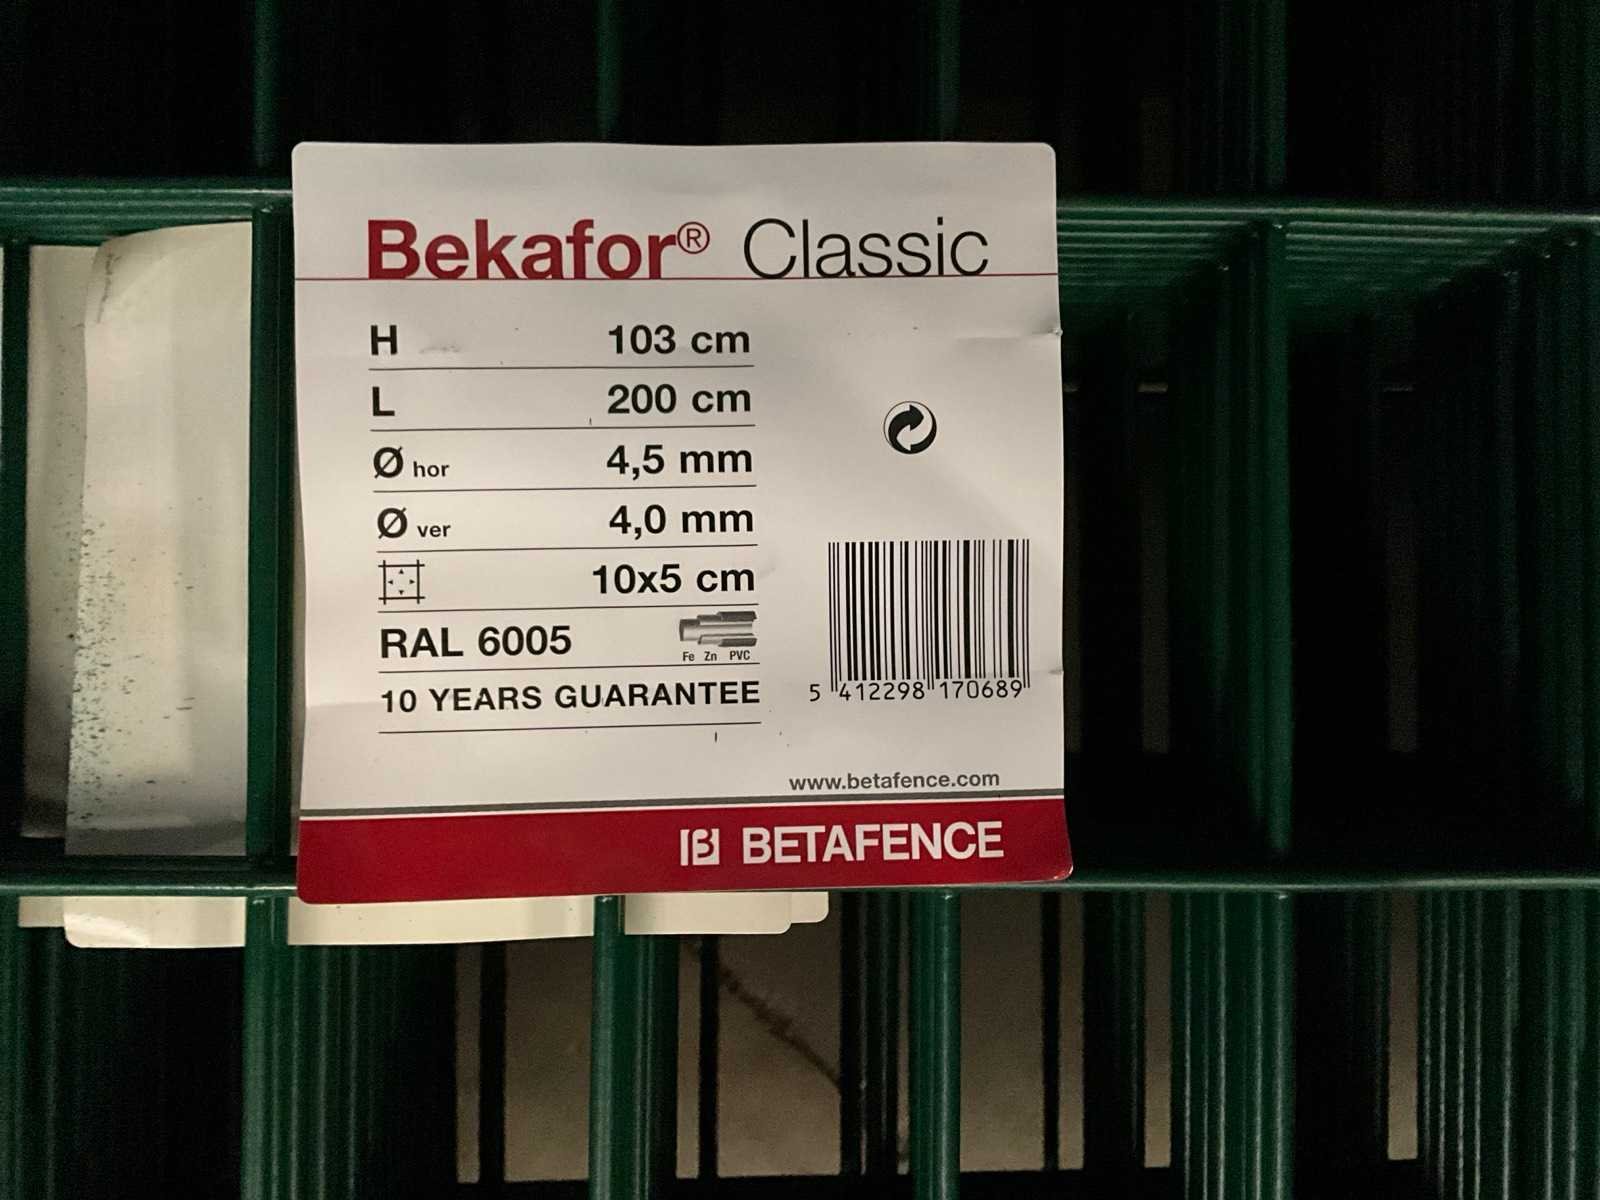 Bekafor® Classic
H 103 cm
L 200 cm
Ø hor 4,5 mm
Ø ver 4,0 mm
10x5 cm
RAL 6005
Fe Zn PVC
10 YEARS GUARANTEE
5 412298 170689
www.betafence.com
BETAFENCE